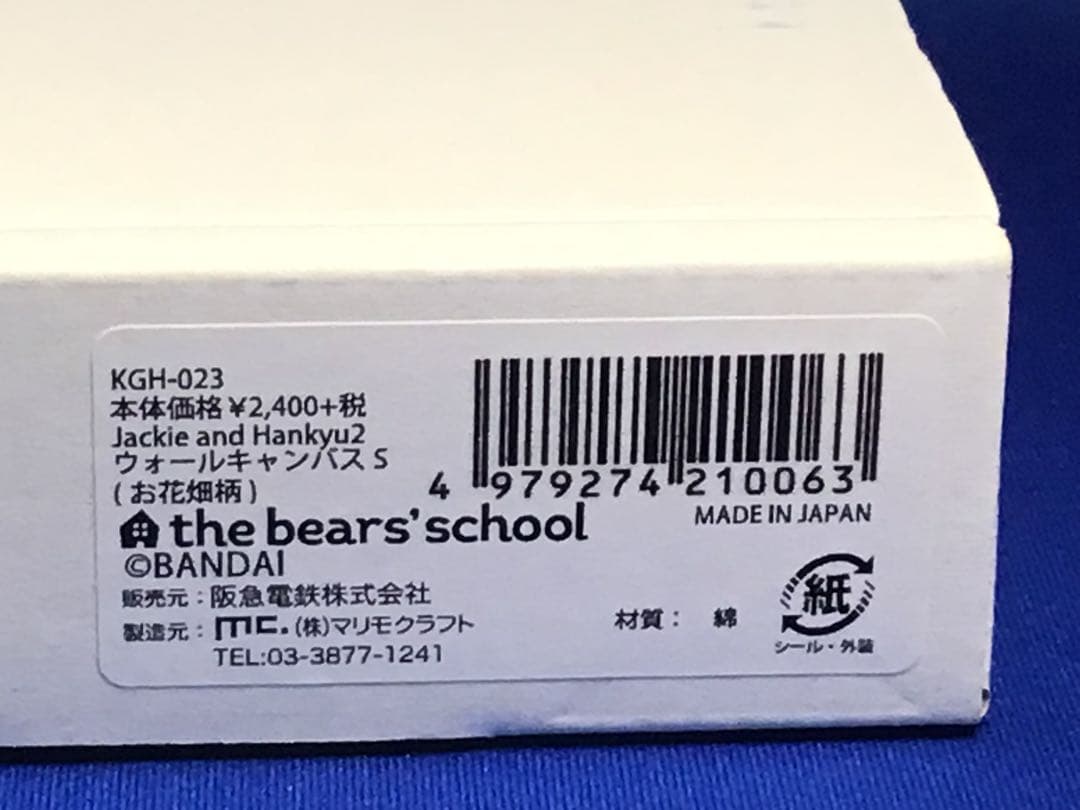 KGH-023
本体価格¥2,400+税
Jackie and Hankyu2
ウォールキャンバス S
(お花畑柄)
4 979274 210063
MADE IN JAPAN
the bears' school
©BANDAI
販売元：阪急電鉄株式会社
製造元：mc. (株)マリモクラフト
TEL:03-3877-1241
材質： 綿
紙
シール・外装